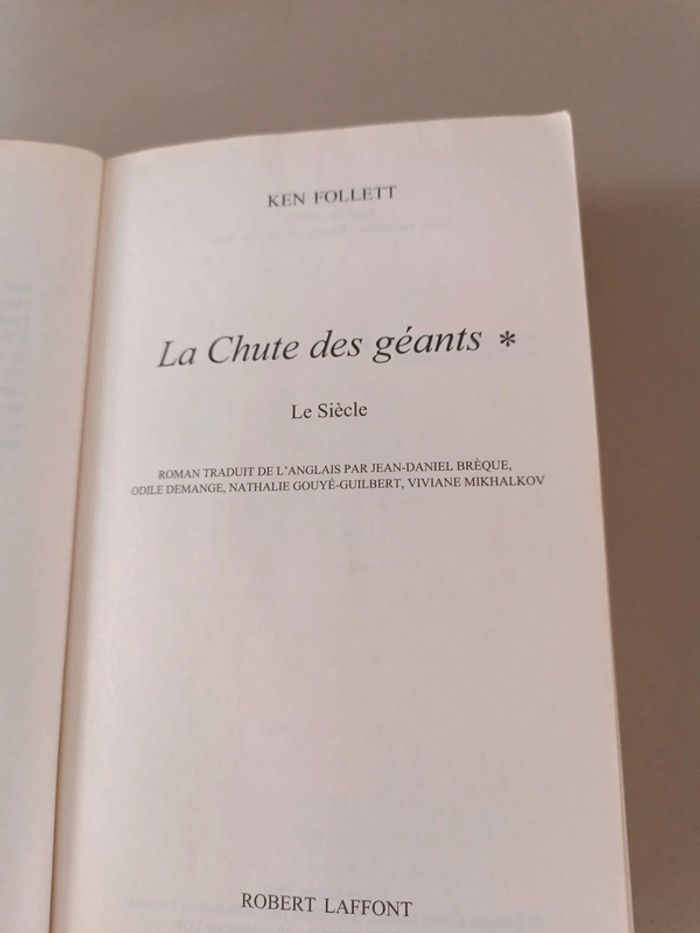 KEN FOLLETT
La Chute des géants *
Le Siècle
ROMAN TRADUIT DE L'ANGLAIS PAR JEAN-DANIEL BRÈQUE,
ODILE DEMANGE, NATHALIE GOUYÉ-GUILBERT, VIVIANE MIKHALKOV
ROBERT LAFFONT